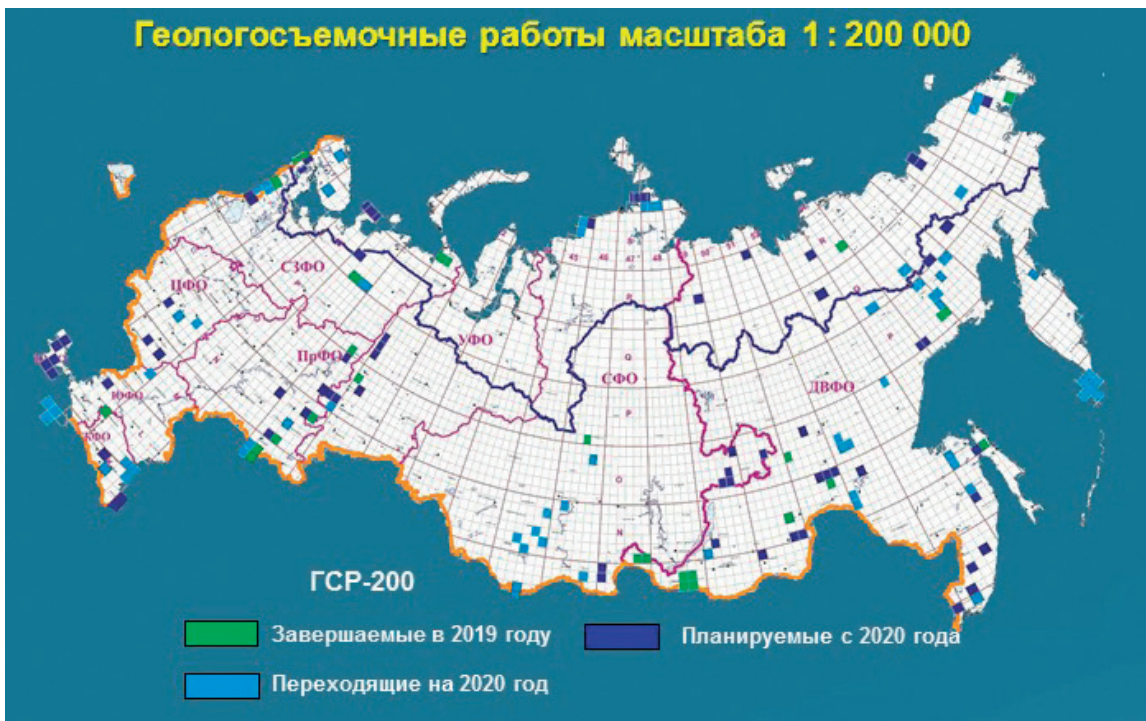 Геологосъемочные работы масштаба 1 : 200 000
СЗФО
ЦФО
УФО
ПрФО
СФО
ЮФО
ДВФО
ГСР-200
Завершаемые в 2019 году
Планируемые с 2020 года
Переходящие на 2020 год